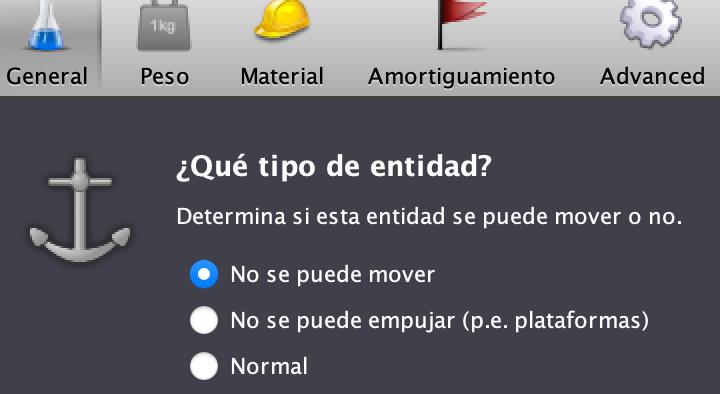 1kg
General Peso Material Amortiguamiento Advanced
¿Qué tipo de entidad?
Determina si esta entidad se puede mover o no.
No se puede mover
No se puede empujar (p.e. plataformas)
Normal